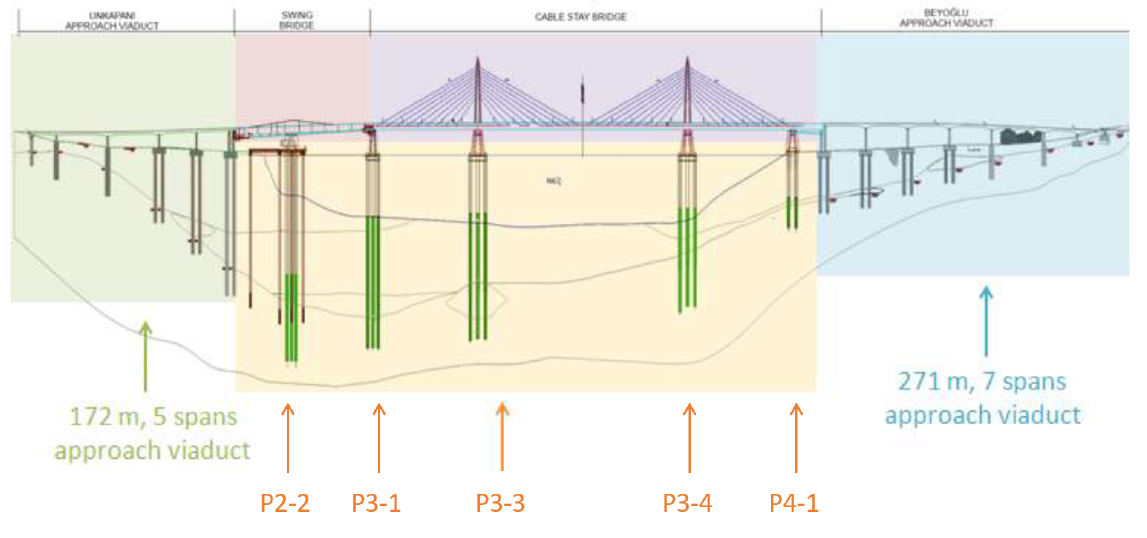 UNKAPANI
APPROACH VIADUCT
SWING
BRIDGE
CABLE STAY BRIDGE
BEYOĞLU
APPROACH VIADUCT
172 m, 5 spans
approach viaduct
271 m, 7 spans
approach viaduct
P2-2
P3-1
P3-3
P3-4
P4-1